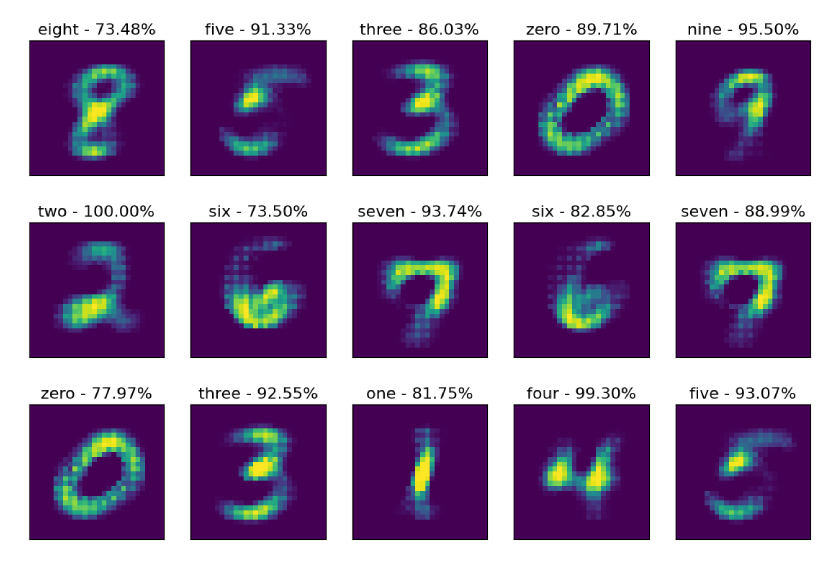 eight - 73.48% five - 91.33% three - 86.03% zero - 89.71% nine - 95.50%
two - 100.00% six - 73.50% seven - 93.74% six - 82.85% seven - 88.99%
zero - 77.97% three - 92.55% one - 81.75% four - 99.30% five - 93.07%